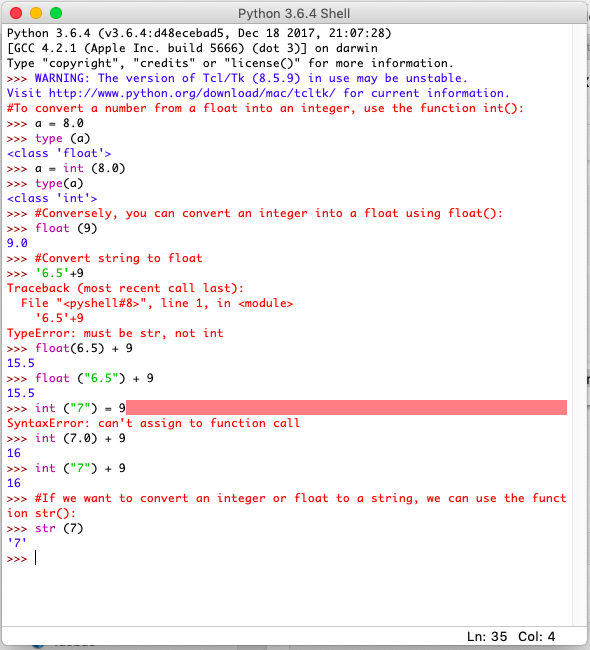 Python 3.6.4 Shell
Python 3.6.4 (v3.6.4:d48ecebad5, Dec 18 2017, 21:07:28)
[GCC 4.2.1 (Apple Inc. build 5666) (dot 3)] on darwin
Type "copyright", "credits" or "license()" for more information.
>>> WARNING: The version of Tcl/Tk (8.5.9) in use may be unstable.
Visit http://www.python.org/download/mac/tcltk/ for current information.
#To convert a number from a float into an integer, use the function int():
>>> a = 8.0
>>> type (a)
<class 'float'>
>>> a = int (8.0)
>>> type(a)
<class 'int'>
>>> #Conversely, you can convert an integer into a float using float():
>>> float (9)
9.0
>>> #Convert string to float
>>> '6.5'+9
Traceback (most recent call last):
  File "<pyshell#8>", line 1, in <module>
    '6.5'+9
TypeError: must be str, not int
>>> float(6.5) + 9
15.5
>>> float ("6.5") + 9
15.5
>>> int ("7") = 9
SyntaxError: can't assign to function call
>>> int (7.0) + 9
16
>>> int ("7") + 9
16
>>> #If we want to convert an integer or float to a string, we can use the funct
ion str():
>>> str (7)
'7'
>>>
Ln: 35 Col: 4